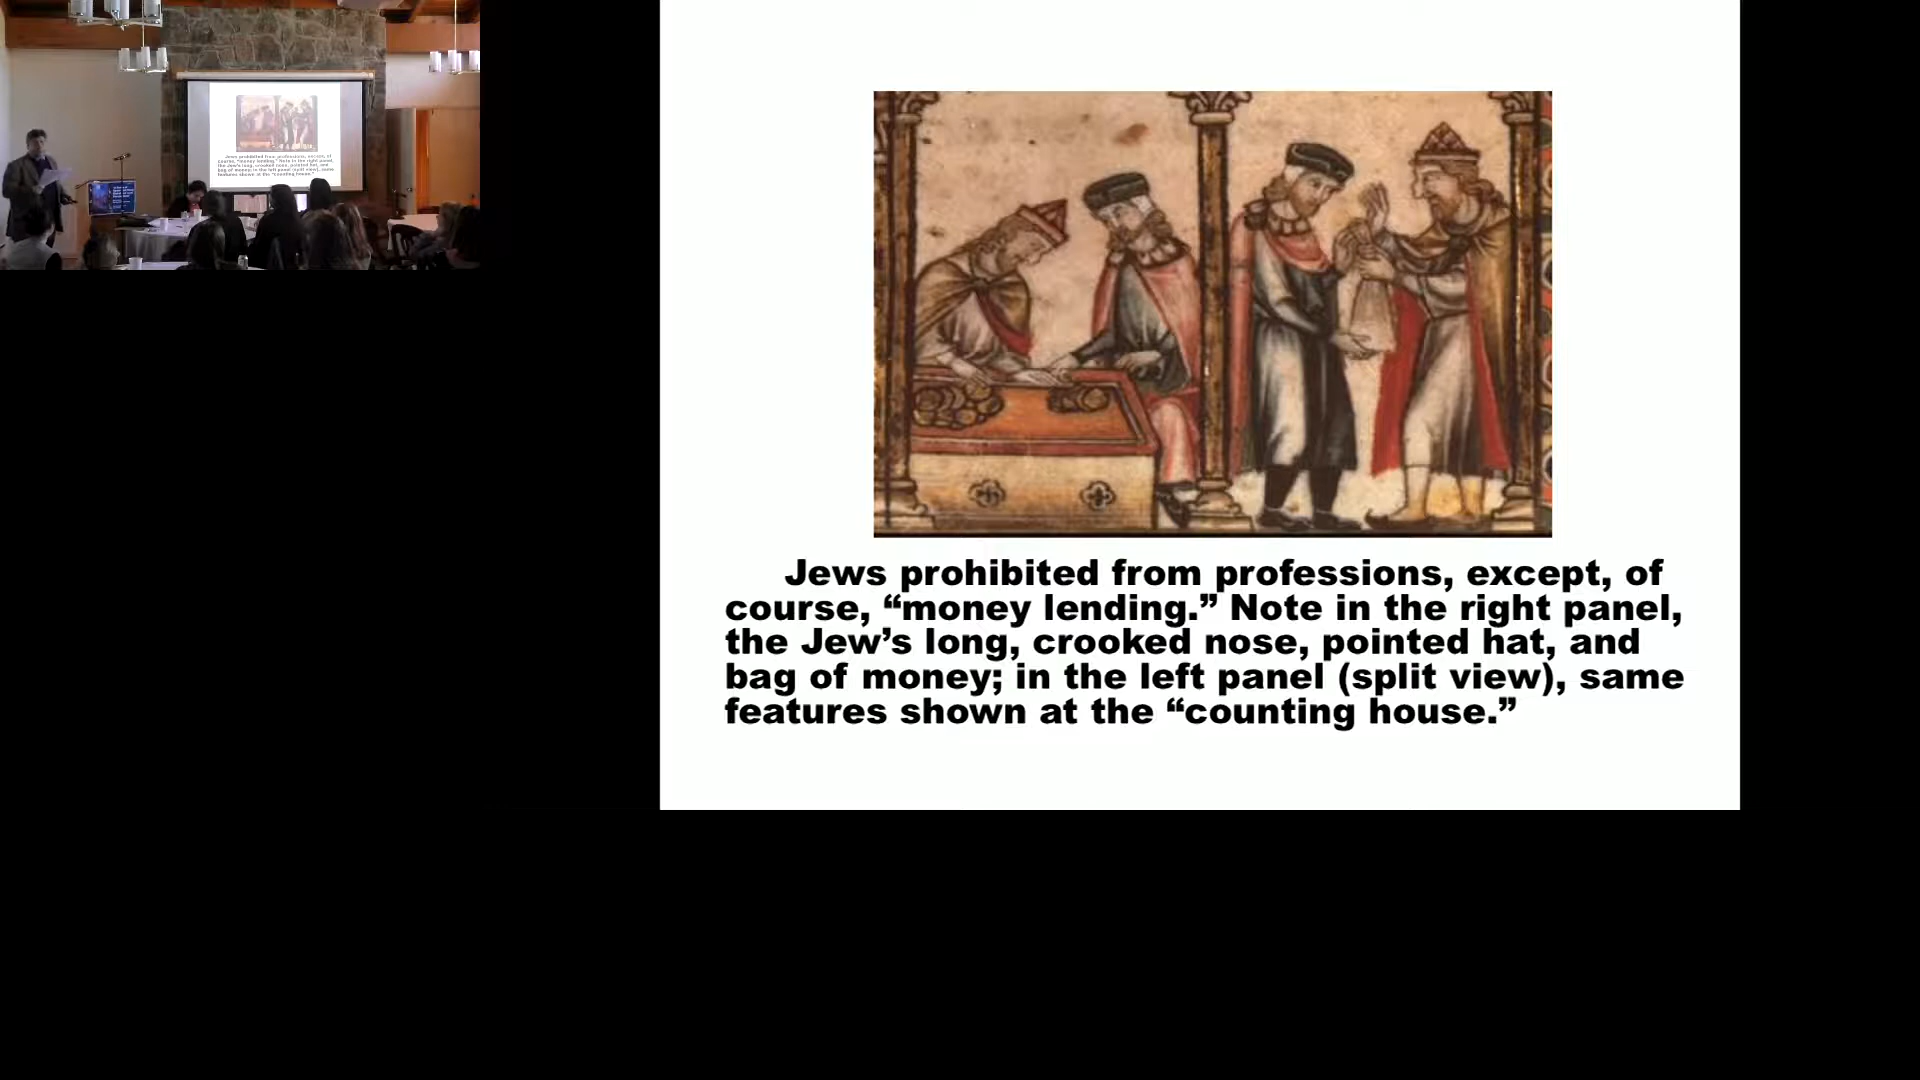 Jews prohibited from professions, except, of
course, “money lending.” Note in the right panel,
the Jew’s long, crooked nose, pointed hat, and
bag of money; in the left panel (split view), same
features shown at the “counting house.”